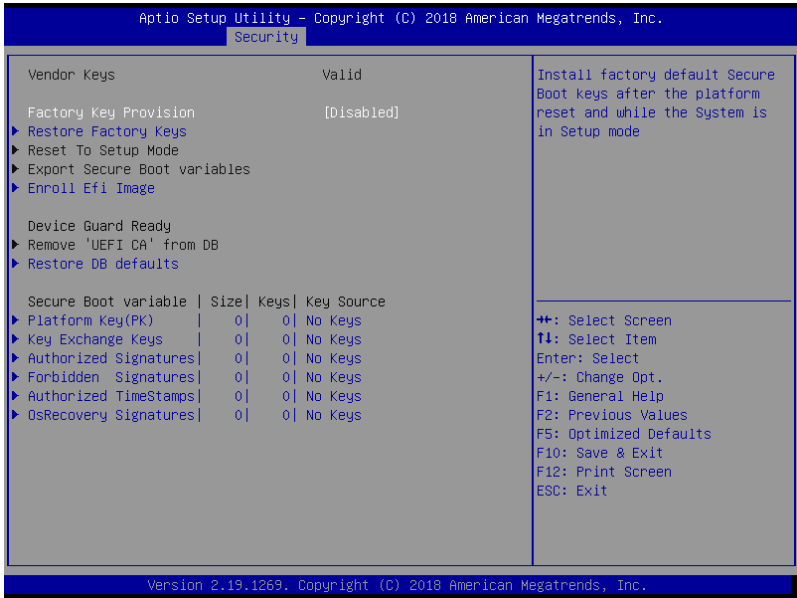 Aptio Setup Utility – Copyright (C) 2018 American Megatrends, Inc.
Security
Vendor Keys Valid
Factory Key Provision [Disabled]
Restore Factory Keys
Reset To Setup Mode
Export Secure Boot variables
Enroll Efi Image
Device Guard Ready
Remove 'UEFI CA' from DB
Restore DB defaults
Secure Boot variable | Size| Keys| Key Source
Platform Key(PK) | 0| 0| No Keys
Key Exchange Keys | 0| 0| No Keys
Authorized Signatures| 0| 0| No Keys
Forbidden Signatures| 0| 0| No Keys
Authorized TimeStamps| 0| 0| No Keys
OsRecovery Signatures| 0| 0| No Keys
Install factory default Secure
Boot keys after the platform
reset and while the System is
in Setup mode
→←: Select Screen
↑↓: Select Item
Enter: Select
+/-: Change Opt.
F1: General Help
F2: Previous Values
F5: Optimized Defaults
F10: Save & Exit
F12: Print Screen
ESC: Exit
Version 2.19.1269. Copyright (C) 2018 American Megatrends, Inc.